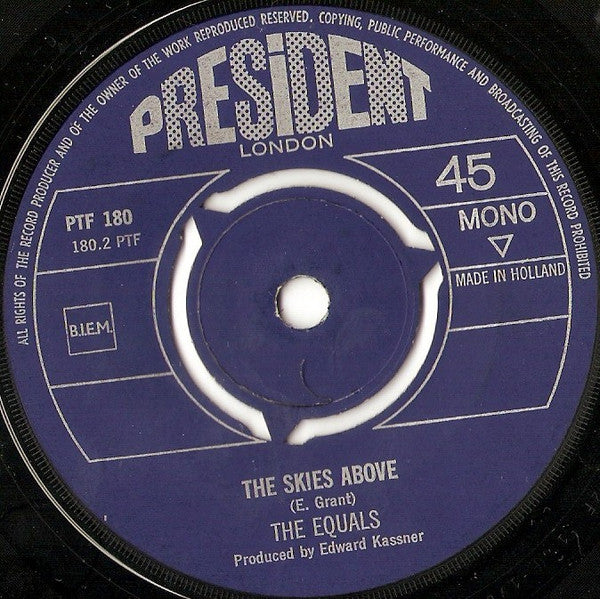 ALL RIGHTS OF THE RECORD PRODUCER AND OF THE OWNER OF THE WORK REPRODUCED RESERVED. COPYING, PUBLIC PERFORMANCE AND BROADCASTING OF THIS RECORD PROHIBITED
PRESiDENT
LONDON
45
PTF 180
MONO
180.2 PTF
MADE IN HOLLAND
B.I.E.M.
THE SKIES ABOVE
(E. Grant)
THE EQUALS
Produced by Edward Kassner